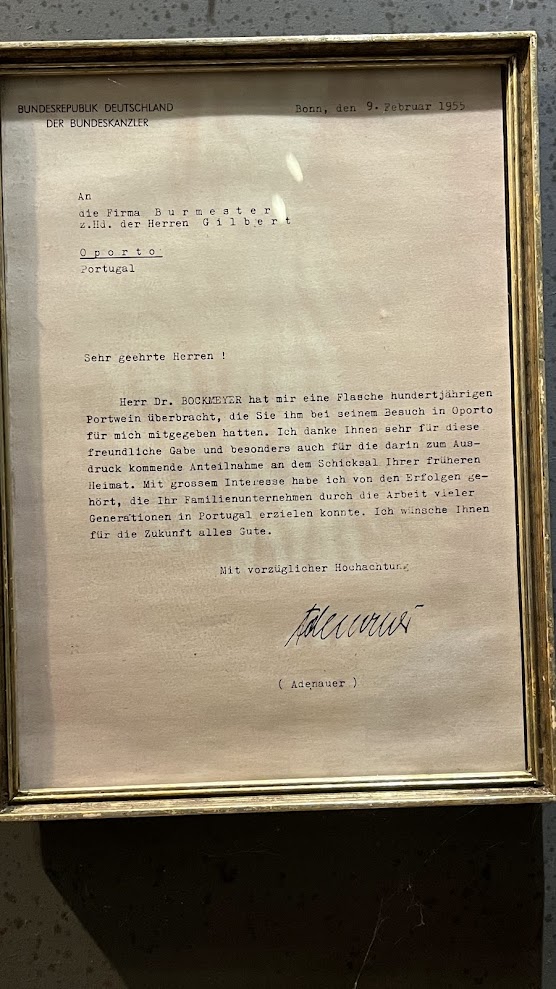 BUNDESREPUBLIK DEUTSCHLAND
DER BUNDESKANZLER
Bonn, den 9. Februar 1955
An
die Firma B u r m e s t e r
z.Hd. der Herren G i l b e r t
O p o r t o
Portugal
Sehr geehrte Herren !
Herr Dr. BOCKMEYER hat mir eine Flasche hundertjährigen
Portwein überbracht, die Sie ihm bei seinem Besuch in Oporto
für mich mitgegeben hatten. Ich danke Ihnen sehr für diese
freundliche Gabe und besonders auch für die darin zum Aus-
druck kommende Anteilnahme an dem Schicksal Ihrer früheren
Heimat. Mit grossem Interesse habe ich von den Erfolgen ge-
hört, die Ihr Familienunternehmen durch die Arbeit vieler
Generationen in Portugal erzielen konnte. Ich wünsche Ihnen
für die Zukunft alles Gute.
Mit vorzüglicher Hochachtung
Adenauer
( Adenauer )